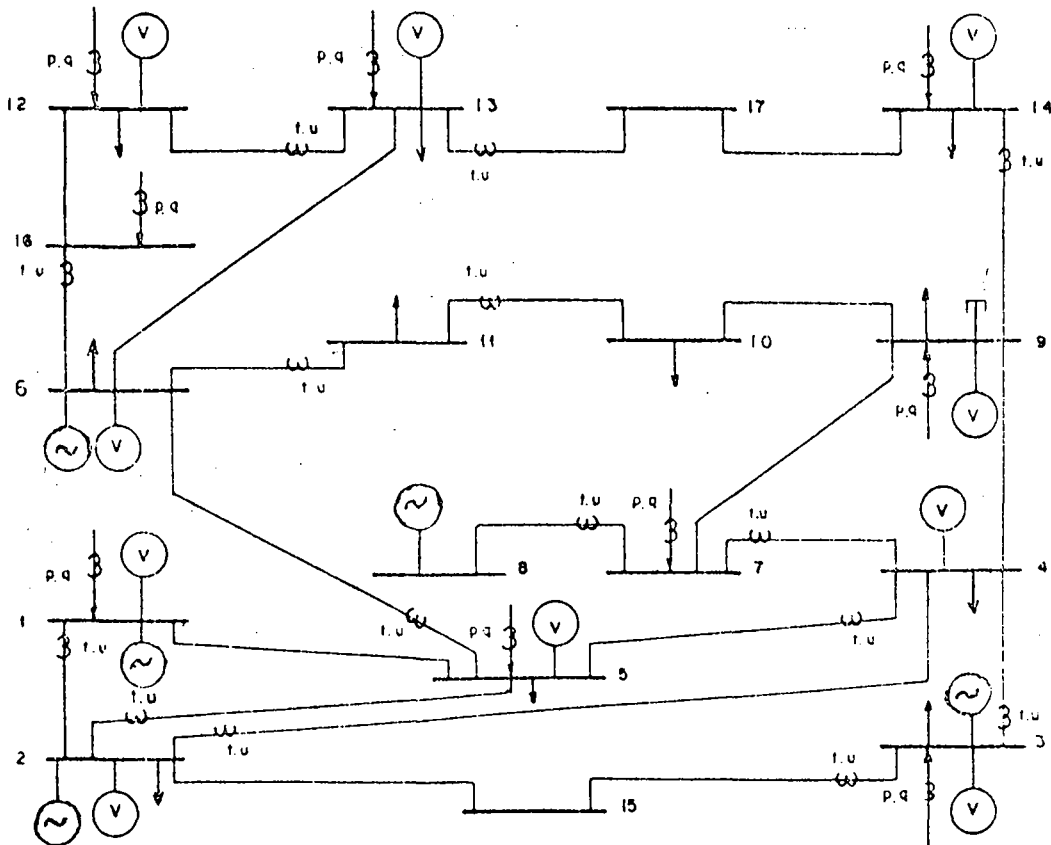 V V V
p,q p,q p,q
12 13 17 14
t.u t.u t.u
p,q
16
t.u t.u
11 10 9
t.u
6
p,q
V V
V
t.u p,q t.u
8 7 4
p,q V
1
t.u t.u p,q V t.u
5
t.u
t.u
2 t.u 3
t.u
V 15 p,q V